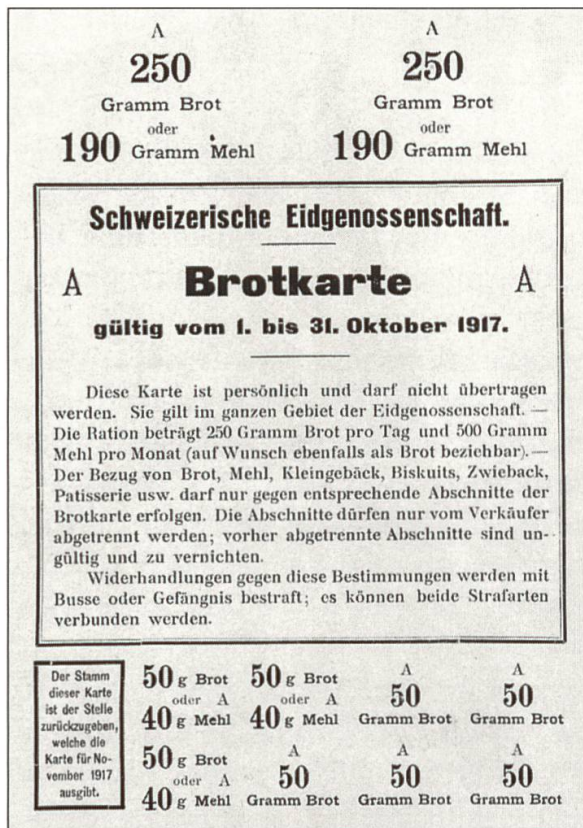 A A
250 250
Gramm Brot Gramm Brot
oder oder
190 Gramm Mehl 190 Gramm Mehl
Schweizerische Eidgenossenschaft.
A Brotkarte A
gültig vom 1. bis 31. Oktober 1917.
Diese Karte ist persönlich und darf nicht übertragen
werden. Sie gilt im ganzen Gebiet der Eidgenossenschaft. —
Die Ration beträgt 250 Gramm Brot pro Tag und 500 Gramm
Mehl pro Monat (auf Wunsch ebenfalls als Brot beziehbar). —
Der Bezug von Brot, Mehl, Kleingebäck, Biskuits, Zwieback,
Patisserie usw. darf nur gegen entsprechende Abschnitte der
Brotkarte erfolgen. Die Abschnitte dürfen nur vom Verkäufer
abgetrennt werden; vorher abgetrennte Abschnitte sind un-
gültig und zu vernichten.
Widerhandlungen gegen diese Bestimmungen werden mit
Busse oder Gefängnis bestraft; es können beide Strafarten
verbunden werden.
Der Stamm
dieser Karte
ist der Stelle
zurückzugeben,
welche die
Karte für No-
vember 1917
ausgibt.
50 g Brot 50 g Brot A A
oder A oder A 50 50
40 g Mehl 40 g Mehl Gramm Brot Gramm Brot
50 g Brot A A A
oder A 50 50 50
40 g Mehl Gramm Brot Gramm Brot Gramm Brot